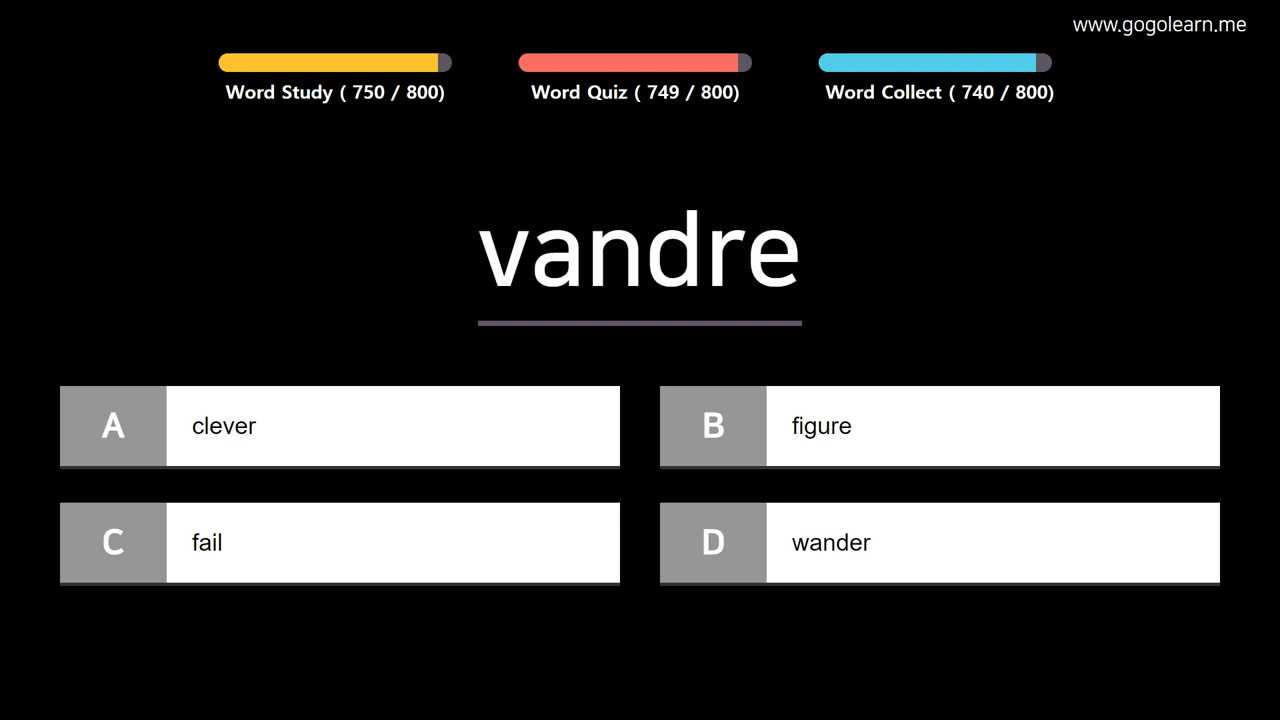 www.gogolearn.me
Word Study ( 750 / 800)
Word Quiz ( 749 / 800)
Word Collect ( 740 / 800)
vandre
A clever
B figure
C fail
D wander